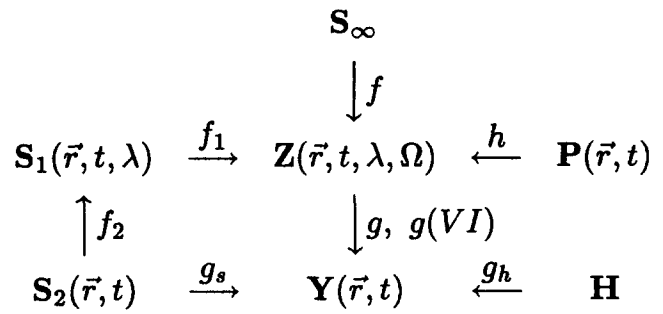 S∞
f
S₁(r⃗, t, λ) f₁ Z(r⃗, t, λ, Ω) h P(r⃗, t)
f₂ g, g(VI)
S₂(r⃗, t) gₛ Y(r⃗, t) gₕ H